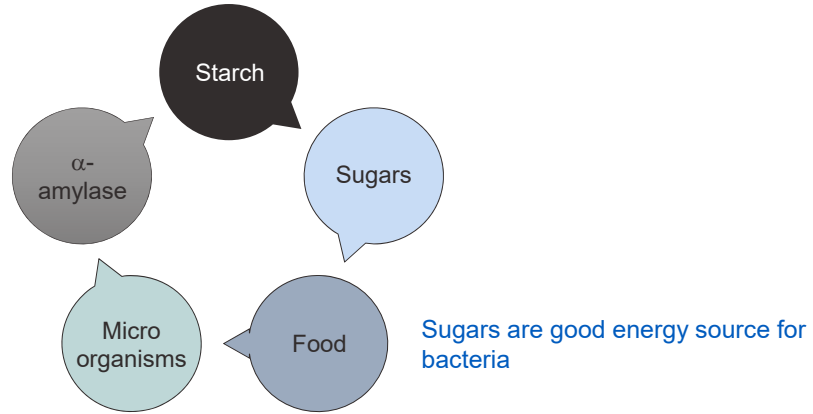 Starch
α-
amylase
Sugars
Micro
organisms
Food
Sugars are good energy source for
bacteria